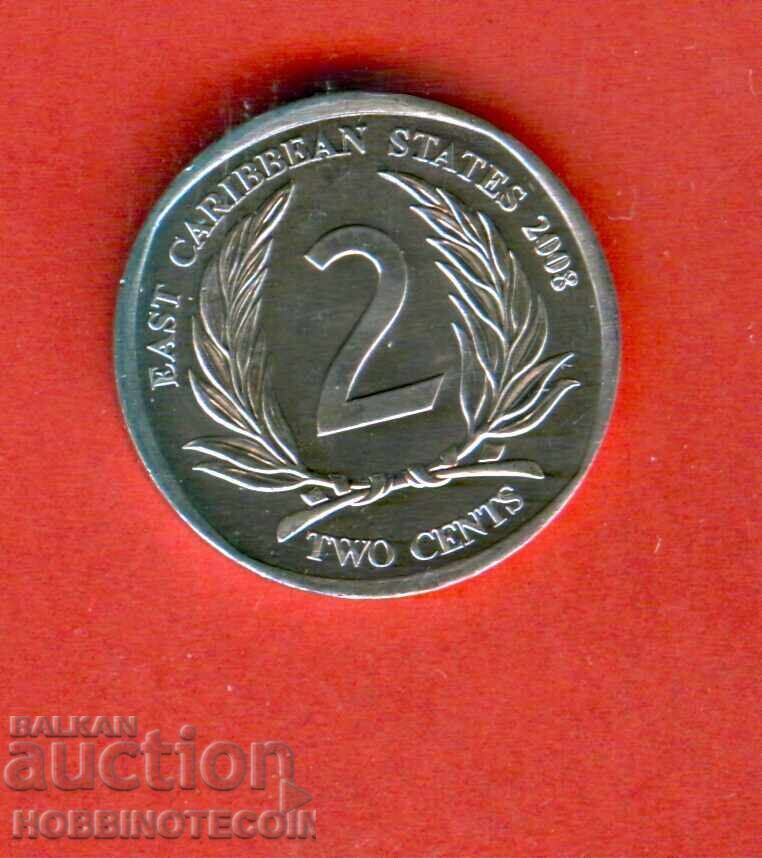 EAST CARIBBEAN STATES 2008
2
TWO CENTS
BALKAN
auction
HOBBINOTECOIN